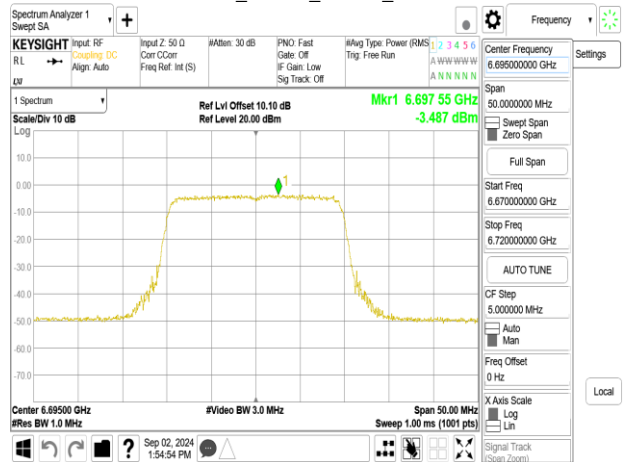 Spectrum Analyzer 1
Swept SA
+
Frequency
KEYSIGHT
RL
Input: RF
Coupling: DC
Align: Auto
Input Z: 50 Ω
Corr CCorr
Freq Ref: Int (S)
#Atten: 30 dB
PNO: Fast
Gate: Off
IF Gain: Low
Sig Track: Off
#Avg Type: Power (RMS
Trig: Free Run
1 2 3 4 5 6
A W W W W W
A N N N N N
1 Spectrum
Scale/Div 10 dB
Ref Lvl Offset 10.10 dB
Ref Level 20.00 dBm
Mkr1 6.697 55 GHz
-3.487 dBm
Log
10.0
0.00
-10.0
-20.0
-30.0
-40.0
-50.0
-60.0
-70.0
1
Center 6.69500 GHz
#Res BW 1.0 MHz
#Video BW 3.0 MHz
Span 50.00 MHz
Sweep 1.00 ms (1001 pts)
Center Frequency
6.695000000 GHz
Settings
Span
50.0000000 MHz
Swept Span
Zero Span
Full Span
Start Freq
6.670000000 GHz
Stop Freq
6.720000000 GHz
AUTO TUNE
CF Step
5.000000 MHz
Auto
Man
Freq Offset
0 Hz
X Axis Scale
Log
Lin
Local
Signal Track
(Span Zoom)
?
Sep 02, 2024
1:54:54 PM